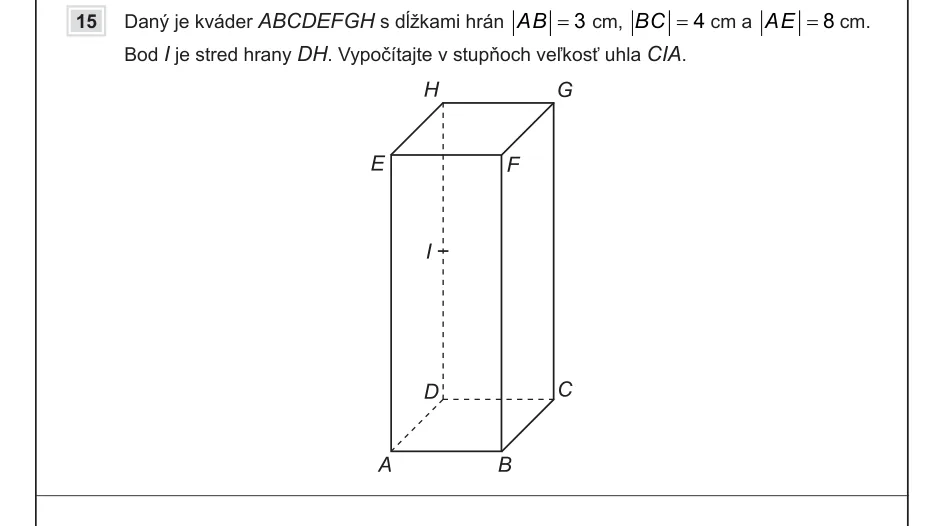 15 Daný je kváder ABCDEFGH s dĺžkami hrán |AB| = 3 cm, |BC| = 4 cm a |AE| = 8 cm.
Bod I je stred hrany DH. Vypočítajte v stupňoch veľkosť uhla CIA.
H G
E F
I
D C
A B